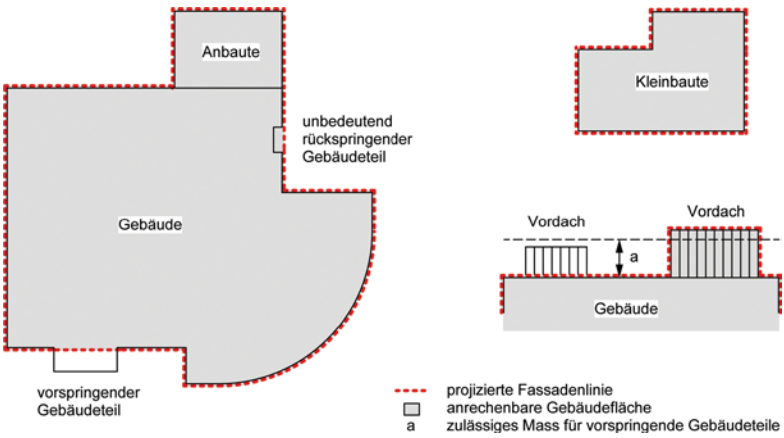 Anbaute
Kleinbaute
unbedeutend
rückspringender
Gebäudeteil
Gebäude
Vordach
Vordach
a
Gebäude
vorspringender
Gebäudeteil
projizierte Fassadenlinie
anrechenbare Gebäudefläche
a zulässiges Mass für vorspringende Gebäudeteile